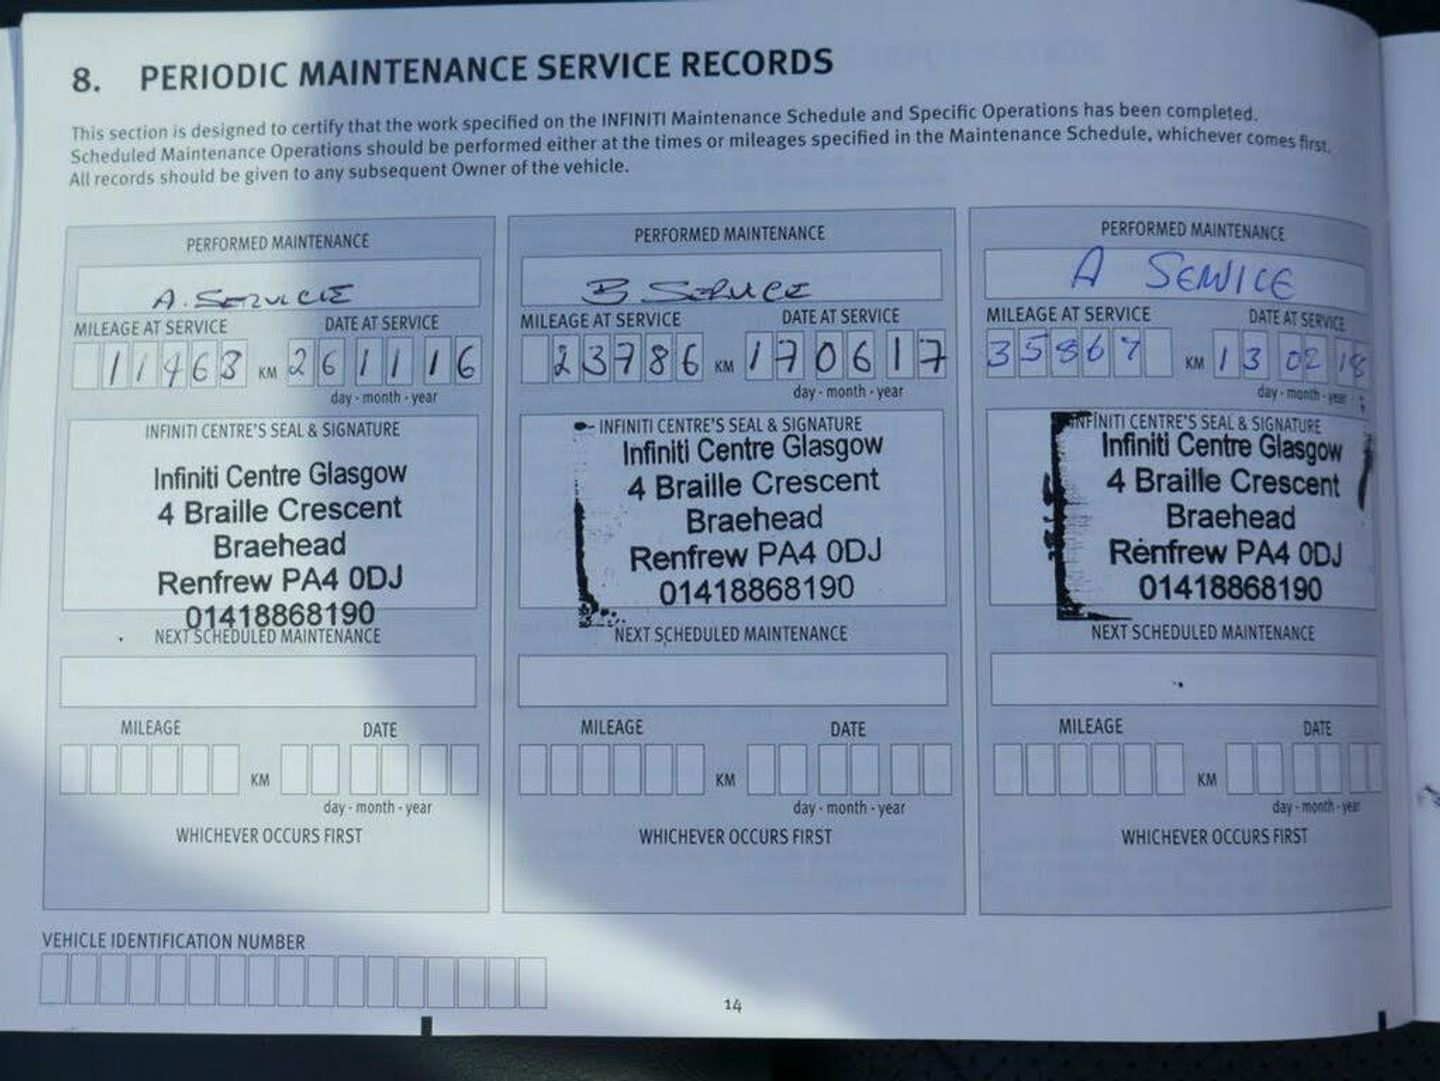 8. PERIODIC MAINTENANCE SERVICE RECORDS
This section is designed to certify that the work specified on the INFINITI Maintenance Schedule and Specific Operations has been completed.
Scheduled Maintenance Operations should be performed either at the times or mileages specified in the Maintenance Schedule, whichever comes first.
All records should be given to any subsequent Owner of the vehicle.
PERFORMED MAINTENANCE
A. SERVICE
MILEAGE AT SERVICE DATE AT SERVICE
11463 KM 261116
day - month - year
INFINITI CENTRE'S SEAL & SIGNATURE
Infiniti Centre Glasgow
4 Braille Crescent
Braehead
Renfrew PA4 0DJ
01418868190
NEXT SCHEDULED MAINTENANCE
MILEAGE DATE
KM
day - month - year
WHICHEVER OCCURS FIRST
PERFORMED MAINTENANCE
B SERVICE
MILEAGE AT SERVICE DATE AT SERVICE
23786 KM 170617
day - month - year
INFINITI CENTRE'S SEAL & SIGNATURE
Infiniti Centre Glasgow
4 Braille Crescent
Braehead
Renfrew PA4 0DJ
01418868190
NEXT SCHEDULED MAINTENANCE
MILEAGE DATE
KM
day - month - year
WHICHEVER OCCURS FIRST
PERFORMED MAINTENANCE
A SERVICE
MILEAGE AT SERVICE DATE AT SERVICE
35867 KM 130218
day - month - year
INFINITI CENTRE'S SEAL & SIGNATURE
Infiniti Centre Glasgow
4 Braille Crescent
Braehead
Renfrew PA4 0DJ
01418868190
NEXT SCHEDULED MAINTENANCE
MILEAGE DATE
KM
day - month - year
WHICHEVER OCCURS FIRST
VEHICLE IDENTIFICATION NUMBER
14